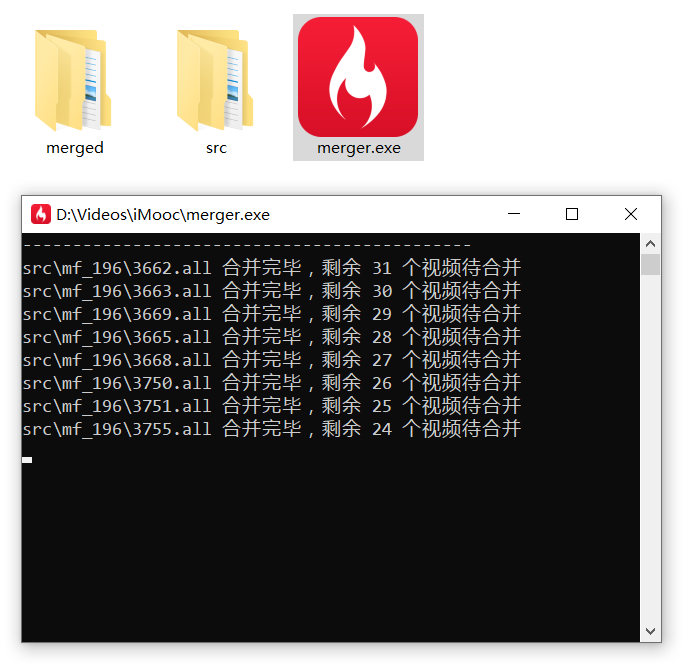 merged
src
merger.exe
D:\Videos\iMooc\merger.exe
---------------------------------------------
src\mf_196\3662.all 合并完毕，剩余 31 个视频待合并
src\mf_196\3663.all 合并完毕，剩余 30 个视频待合并
src\mf_196\3669.all 合并完毕，剩余 29 个视频待合并
src\mf_196\3665.all 合并完毕，剩余 28 个视频待合并
src\mf_196\3668.all 合并完毕，剩余 27 个视频待合并
src\mf_196\3750.all 合并完毕，剩余 26 个视频待合并
src\mf_196\3751.all 合并完毕，剩余 25 个视频待合并
src\mf_196\3755.all 合并完毕，剩余 24 个视频待合并